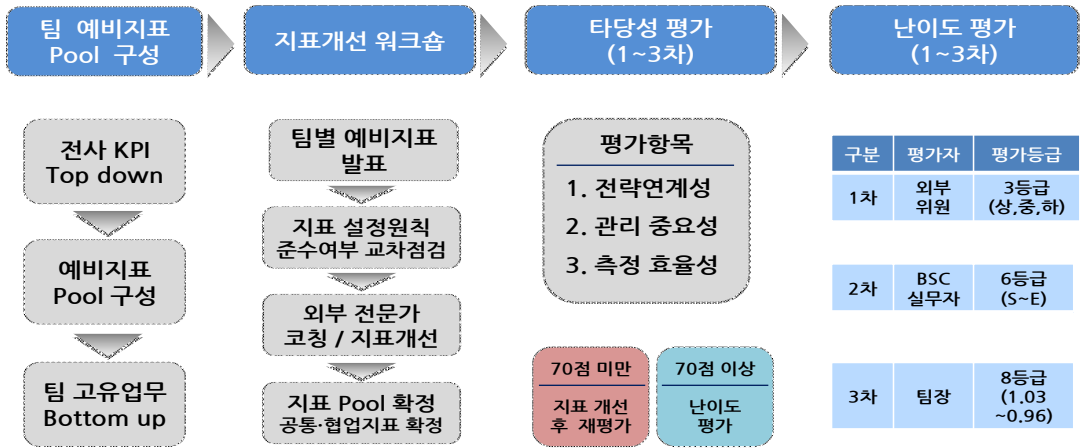 팀 예비지표
Pool 구성
지표개선 워크숍
타당성 평가
(1~3차)
난이도 평가
(1~3차)
전사 KPI
Top down
예비지표
Pool 구성
팀 고유업무
Bottom up
팀별 예비지표
발표
지표 설정원칙
준수여부 교차점검
외부 전문가
코칭 / 지표개선
지표 Pool 확정
공통·협업지표 확정
평가항목
1. 전략연계성
2. 관리 중요성
3. 측정 효율성
70점 미만
지표 개선
후 재평가
70점 이상
난이도
평가
구분 평가자 평가등급
1차 외부 위원 3등급 (상,중,하)
2차 BSC 실무자 6등급 (S~E)
3차 팀장 8등급 (1.03 ~0.96)